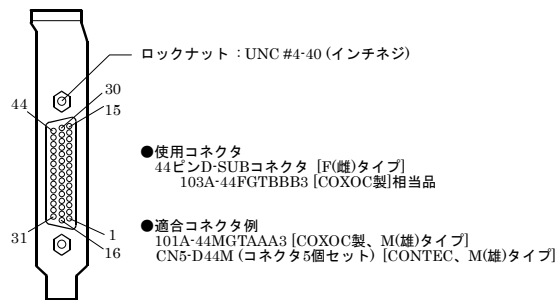 ロックナット：UNC #4-40 (インチネジ)
30
15
44
●使用コネクタ
44ピンD-SUBコネクタ [F(雌)タイプ]
103A-44FGTBBB3 [COXOC製]相当品
●適合コネクタ例
101A-44MGTAAA3 [COXOC製、M(雄)タイプ]
CN5-D44M (コネクタ5個セット) [CONTEC、M(雄)タイプ]
31
1
16